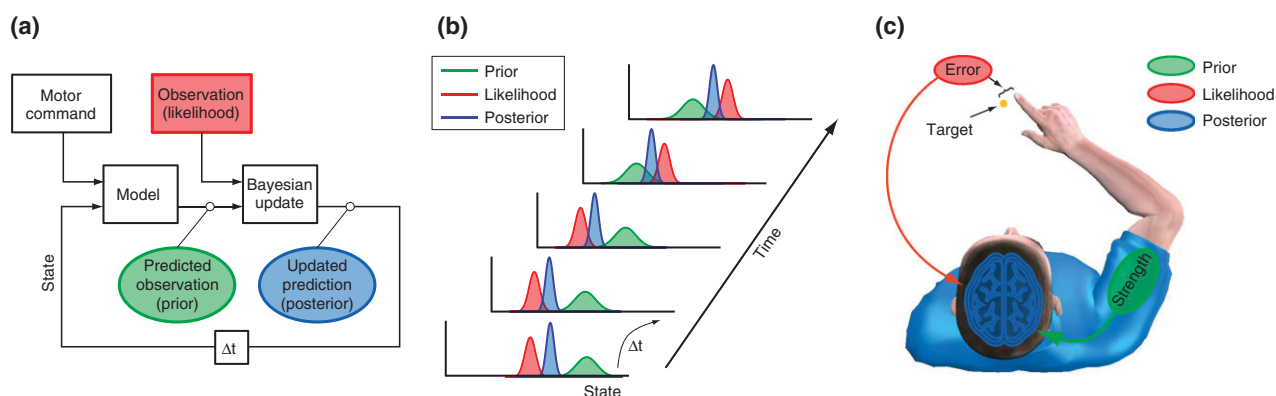 (a)
Motor
command
Observation
(likelihood)
Model
Bayesian
update
Predicted
observation
(prior)
Updated
prediction
(posterior)
State
Δt
(b)
Prior
Likelihood
Posterior
Time
Δt
State
(c)
Error
Target
Prior
Likelihood
Posterior
Strength